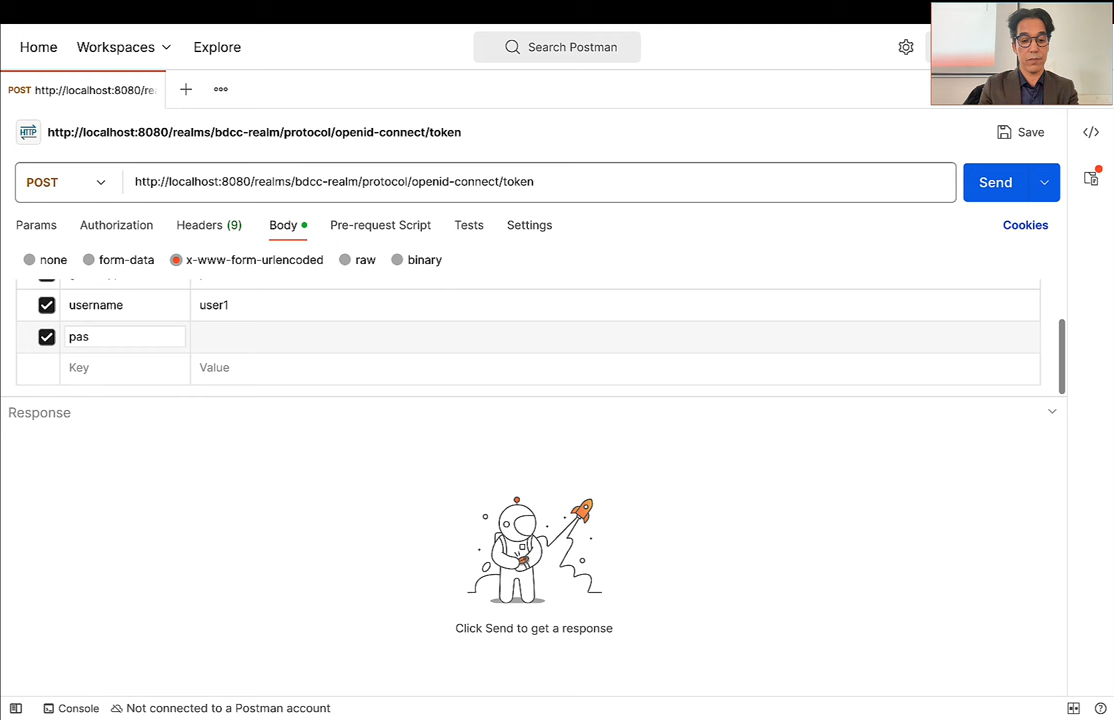 Home Workspaces Explore Search Postman
POST http://localhost:8080/rea
HTTP http://localhost:8080/realms/bdcc-realm/protocol/openid-connect/token Save
POST http://localhost:8080/realms/bdcc-realm/protocol/openid-connect/token Send
Params Authorization Headers (9) Body Pre-request Script Tests Settings Cookies
none form-data x-www-form-urlencoded raw binary
username user1
pas
Key Value
Response
Click Send to get a response
Console Not connected to a Postman account